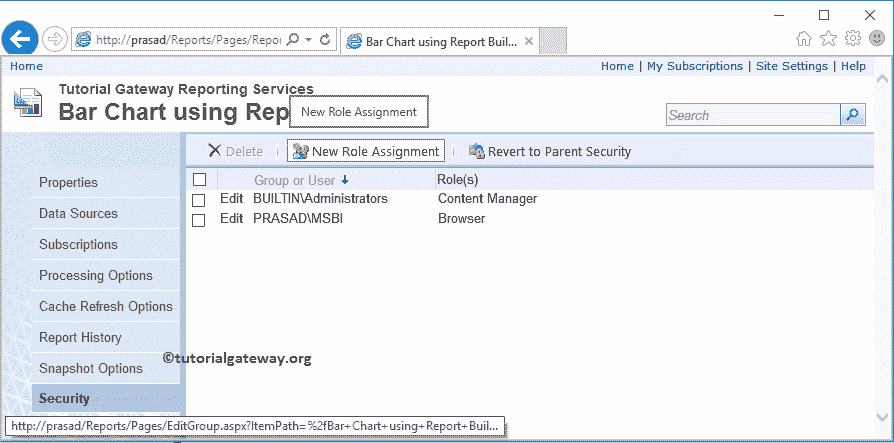 http://prasad/Reports/Pages/Repo
Bar Chart using Report Buil...
Home
Home | My Subscriptions | Site Settings | Help
Tutorial Gateway Reporting Services
Bar Chart using Rep
New Role Assignment
Search
Delete
New Role Assignment
Revert to Parent Security
Group or User
Role(s)
Edit BUILTIN\Administrators Content Manager
Edit PRASAD\MSBI Browser
Properties
Data Sources
Subscriptions
Processing Options
Cache Refresh Options
Report History
©tutorialgateway.org
Snapshot Options
Security
http://prasad/Reports/Pages/EditGroup.aspx?ItemPath=%2fBar+Chart+using+Report+Buil...